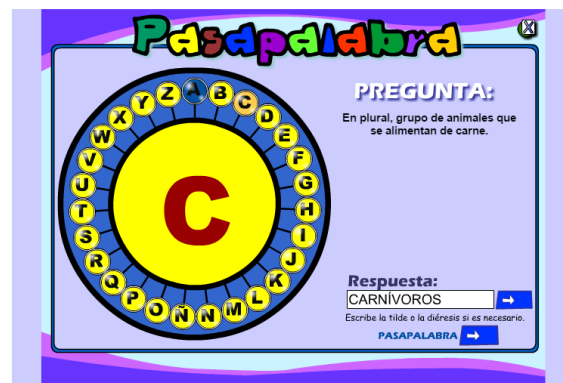 Pasapalabra
X
A
B
C
D
E
F
G
H
I
J
K
L
M
N
Ñ
O
P
Q
R
S
T
U
V
W
X
Y
Z
C
PREGUNTA:
En plural, grupo de animales que
se alimentan de carne.
Respuesta:
CARNÍVOROS
Escribe la tilde o la diéresis si es necesario.
PASAPALABRA